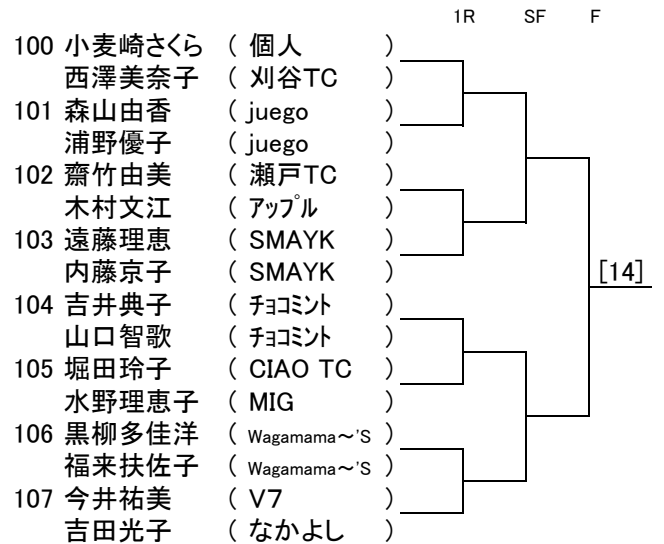 1R SF F
100 小麦崎さくら ( 個人 )
西澤美奈子 ( 刈谷TC )
101 森山由香 ( juego )
浦野優子 ( juego )
102 齋竹由美 ( 瀬戸TC )
木村文江 ( アップル )
103 遠藤理恵 ( SMAYK )
内藤京子 ( SMAYK )
[14]
104 吉井典子 ( チョコミント )
山口智歌 ( チョコミント )
105 堀田玲子 ( CIAO TC )
水野理恵子 ( MIG )
106 黒柳多佳洋 ( Wagamama～'S )
福来扶佐子 ( Wagamama～'S )
107 今井祐美 ( V7 )
吉田光子 ( なかよし )